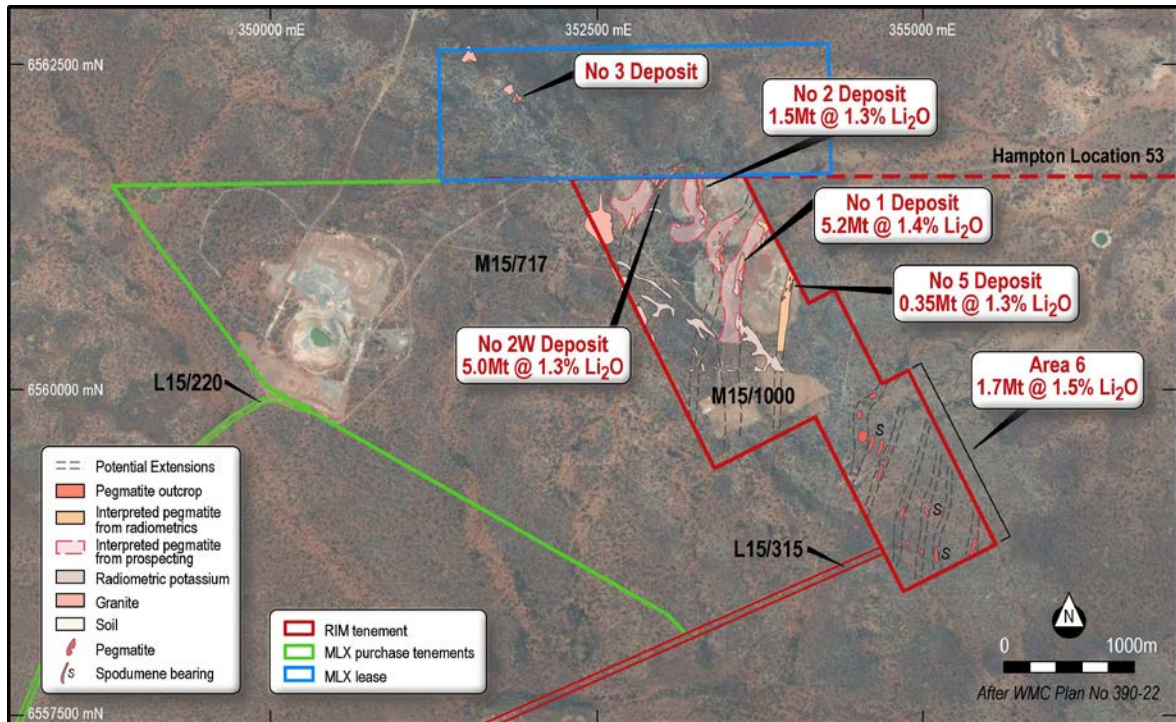 350000 mE
352500 mE
355000 mE
6562500 mN
No 3 Deposit
No 2 Deposit
1.5Mt @ 1.3% Li₂O
Hampton Location 53
No 1 Deposit
5.2Mt @ 1.4% Li₂O
M15/717
No 5 Deposit
0.35Mt @ 1.3% Li₂O
No 2W Deposit
5.0Mt @ 1.3% Li₂O
Area 6
1.7Mt @ 1.5% Li₂O
L15/220
6560000 mN
M15/1000
S
S
S
L15/315
Potential Extensions
Pegmatite outcrop
Interpreted pegmatite
from radiometrics
Interpreted pegmatite
from prospecting
Radiometric potassium
Granite
Soil
Pegmatite
S
Spodumene bearing
RIM tenement
MLX purchase tenements
MLX lease
N
0
1000m
After WMC Plan No 390-22
6557500 mN